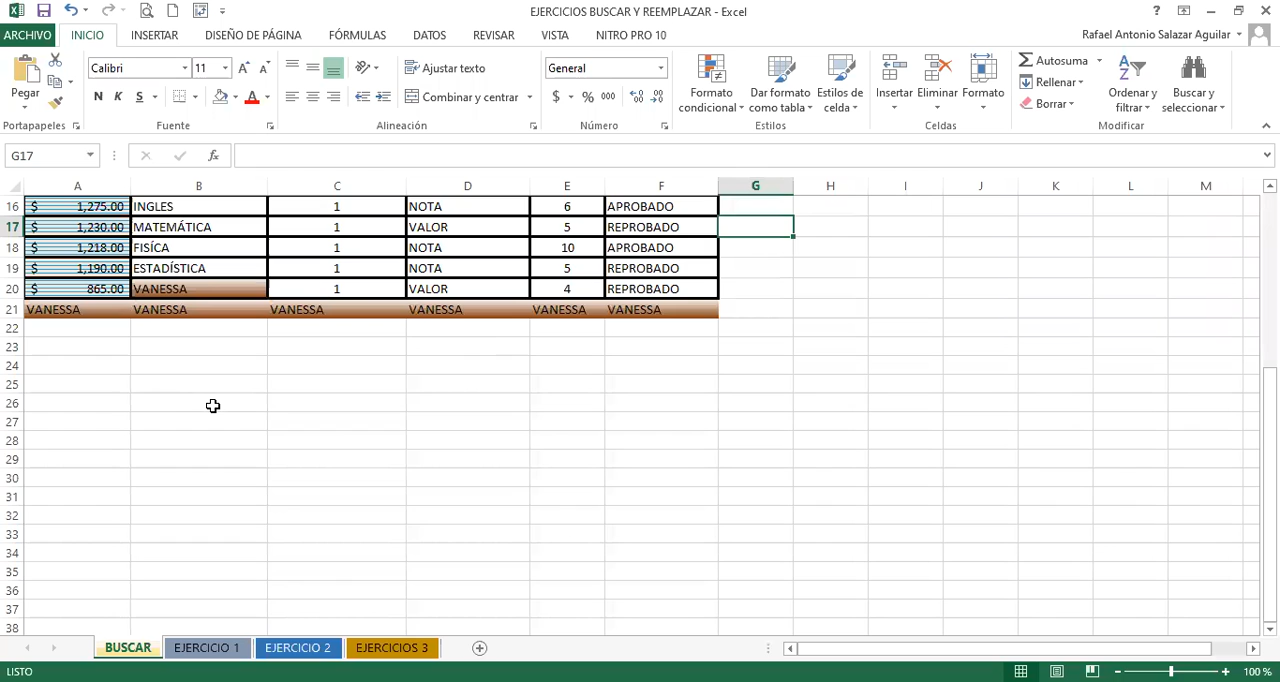 EJERCICIOS BUSCAR Y REEMPLAZAR - Excel
ARCHIVO INICIO INSERTAR DISEÑO DE PÁGINA FÓRMULAS DATOS REVISAR VISTA NITRO PRO 10 Rafael Antonio Salazar Aguilar
Pegar
Calibri 11
N K S
Ajustar texto
Combinar y centrar
General
$ % 000
Formato condicional
Dar formato como tabla
Estilos de celda
Insertar Eliminar Formato
Autosuma
Rellenar
Borrar
Ordenar y filtrar
Buscar y seleccionar
Portapapeles Fuente Alineación Número Estilos Celdas Modificar
G17 fx
A B C D E F G H I J K L M
16 $ 1,275.00 INGLES 1 NOTA 6 APROBADO
17 $ 1,230.00 MATEMÁTICA 1 VALOR 5 REPROBADO
18 $ 1,218.00 FISÍCA 1 NOTA 10 APROBADO
19 $ 1,190.00 ESTADÍSTICA 1 NOTA 5 REPROBADO
20 $ 865.00 VANESSA 1 VALOR 4 REPROBADO
21 VANESSA VANESSA VANESSA VANESSA VANESSA VANESSA
22
23
24
25
26
27
28
29
30
31
32
33
34
35
36
37
38
BUSCAR EJERCICIO 1 EJERCICIO 2 EJERCICIOS 3
LISTO 100 %